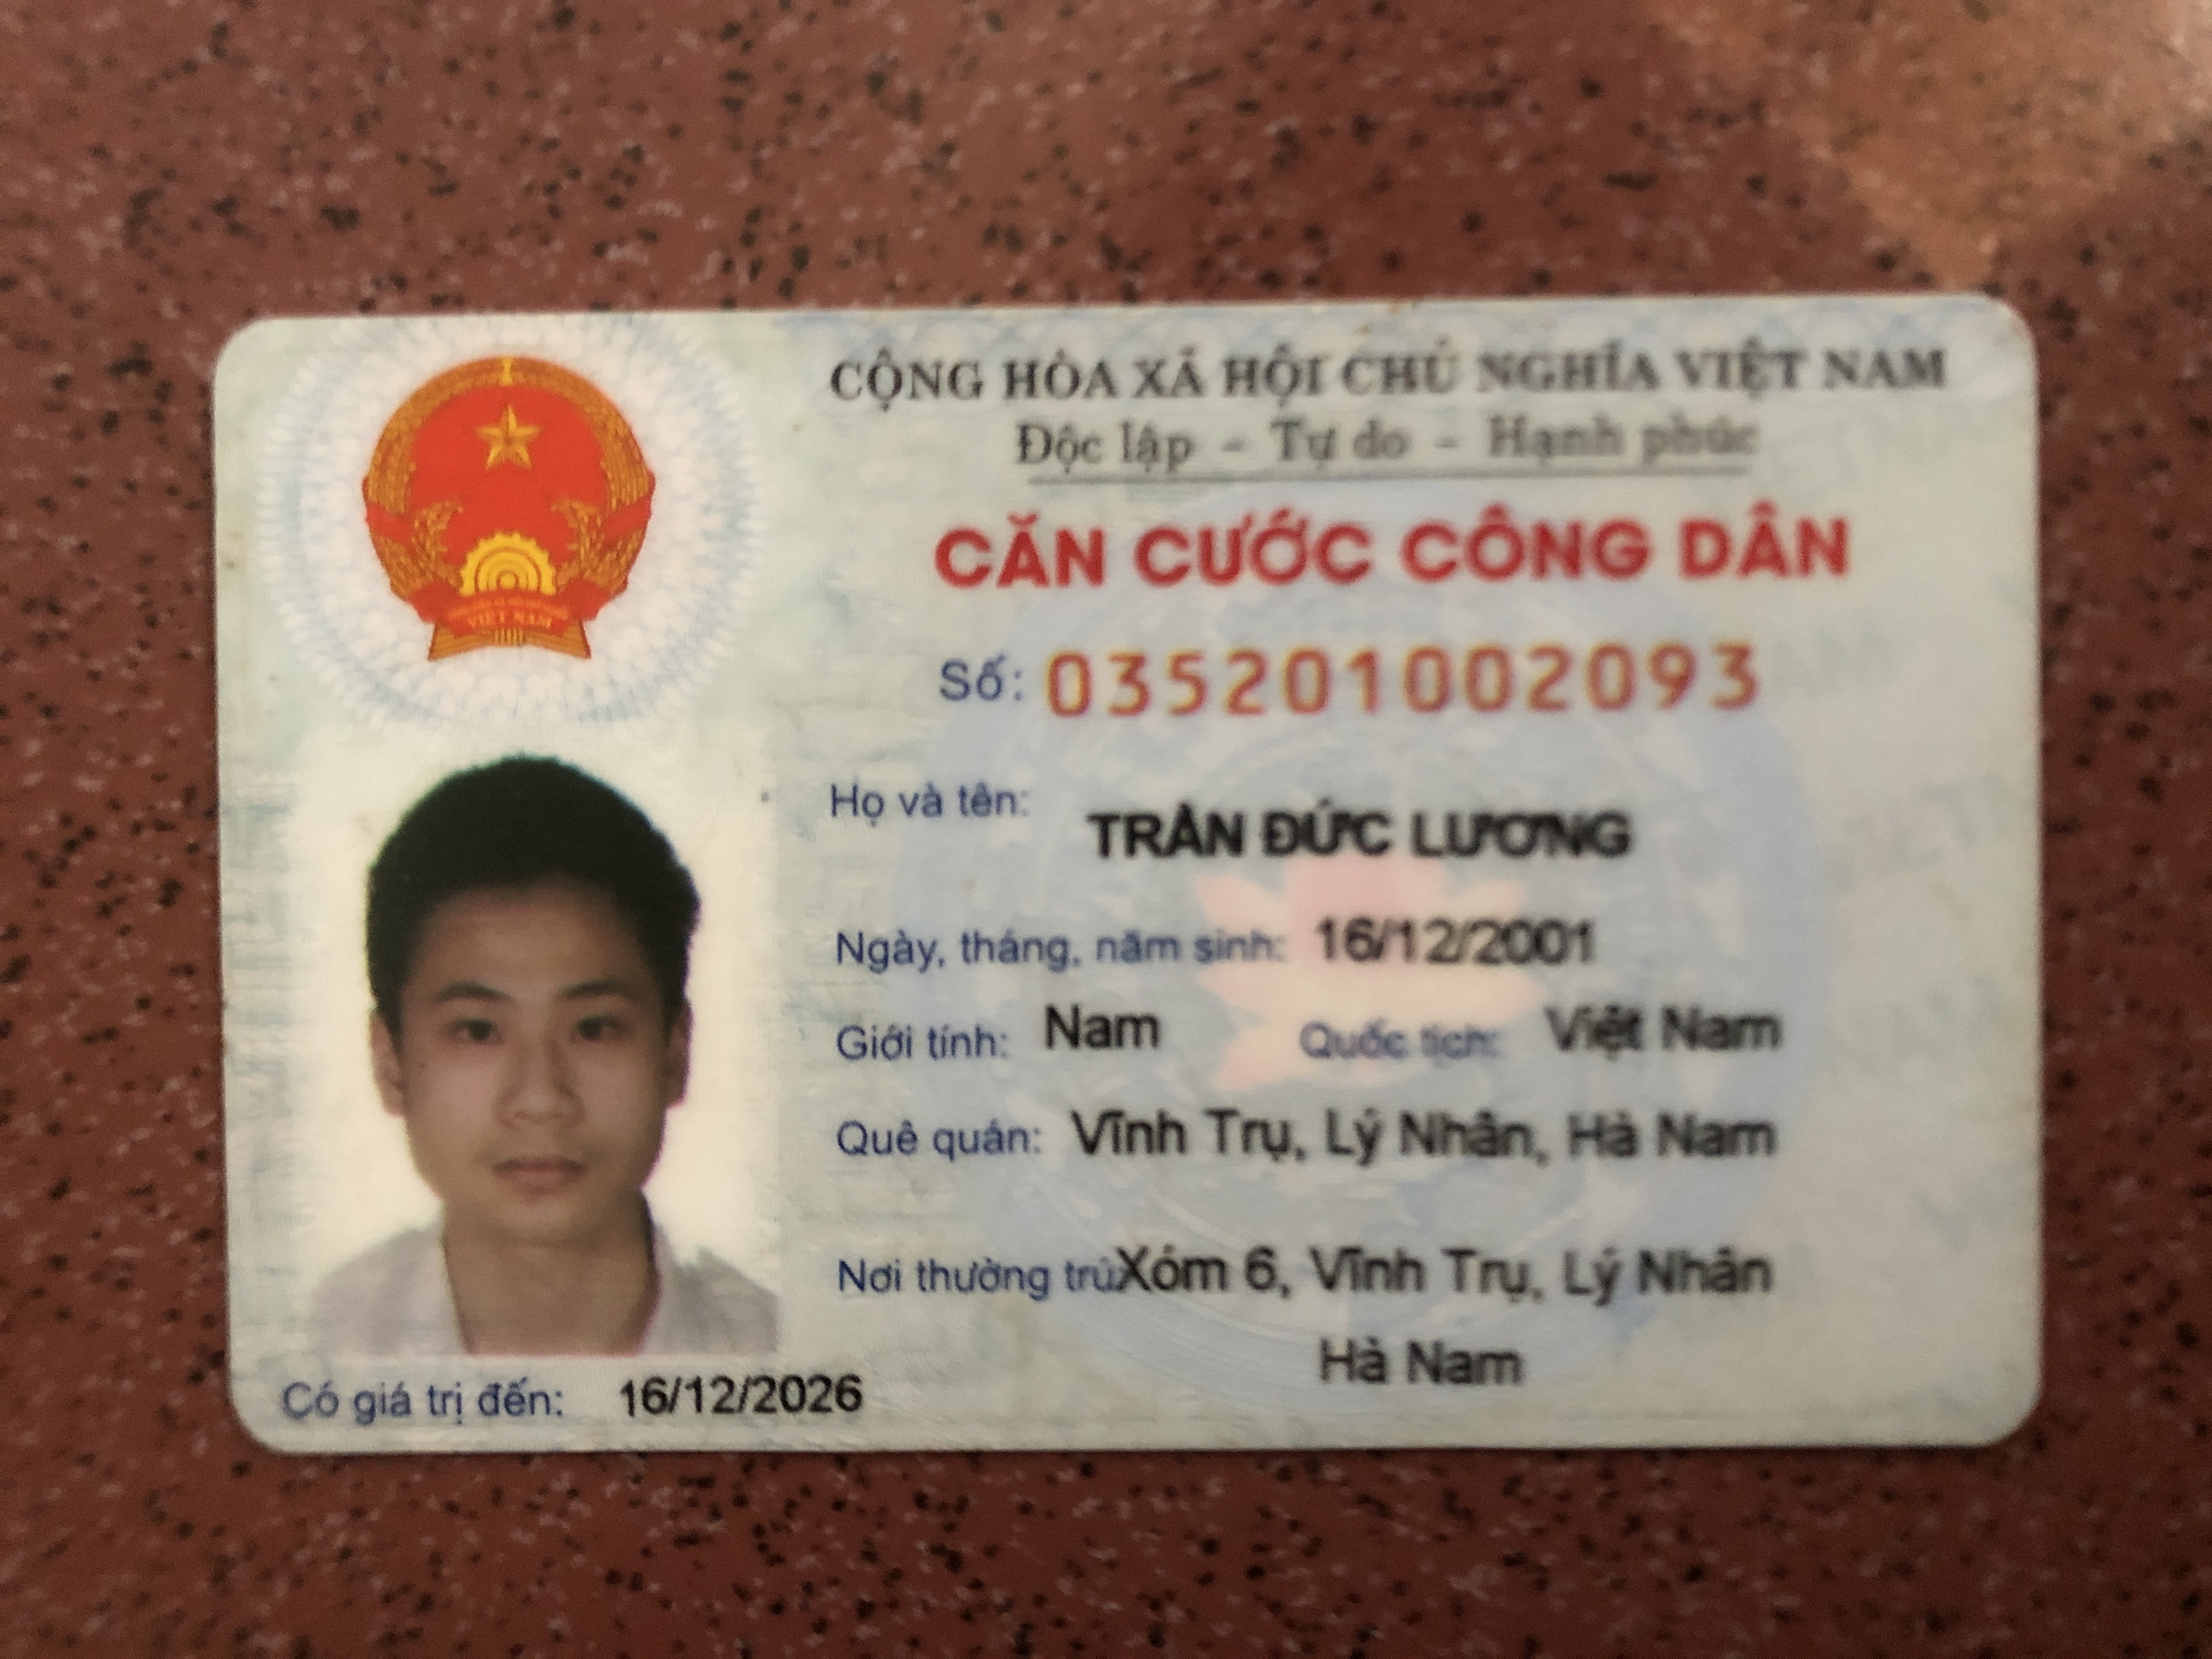 CỘNG HÒA XÃ HỘI CHỦ NGHĨA VIỆT NAM
Độc lập - Tự do - Hạnh phúc
CĂN CƯỚC CÔNG DÂN
Số: 035201002093
Họ và tên: TRẦN ĐỨC LƯƠNG
Ngày, tháng, năm sinh: 16/12/2001
Giới tính: Nam Quốc tịch: Việt Nam
Quê quán: Vĩnh Trụ, Lý Nhân, Hà Nam
Nơi thường trú: Xóm 6, Vĩnh Trụ, Lý Nhân
Hà Nam
Có giá trị đến: 16/12/2026
VIỆT NAM